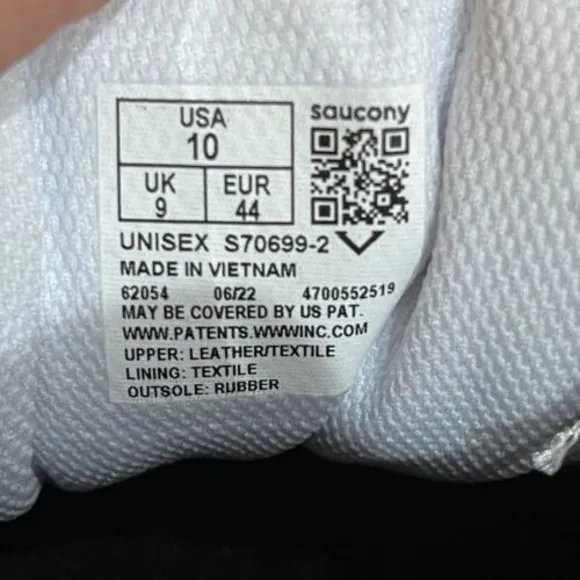 USA
10
saucony
UK
9
EUR
44
UNISEX S70699-2
MADE IN VIETNAM
62054 06/22 4700552519
MAY BE COVERED BY US PAT.
WWW.PATENTS.WWWINC.COM
UPPER: LEATHER/TEXTILE
LINING: TEXTILE
OUTSOLE: RUBBER